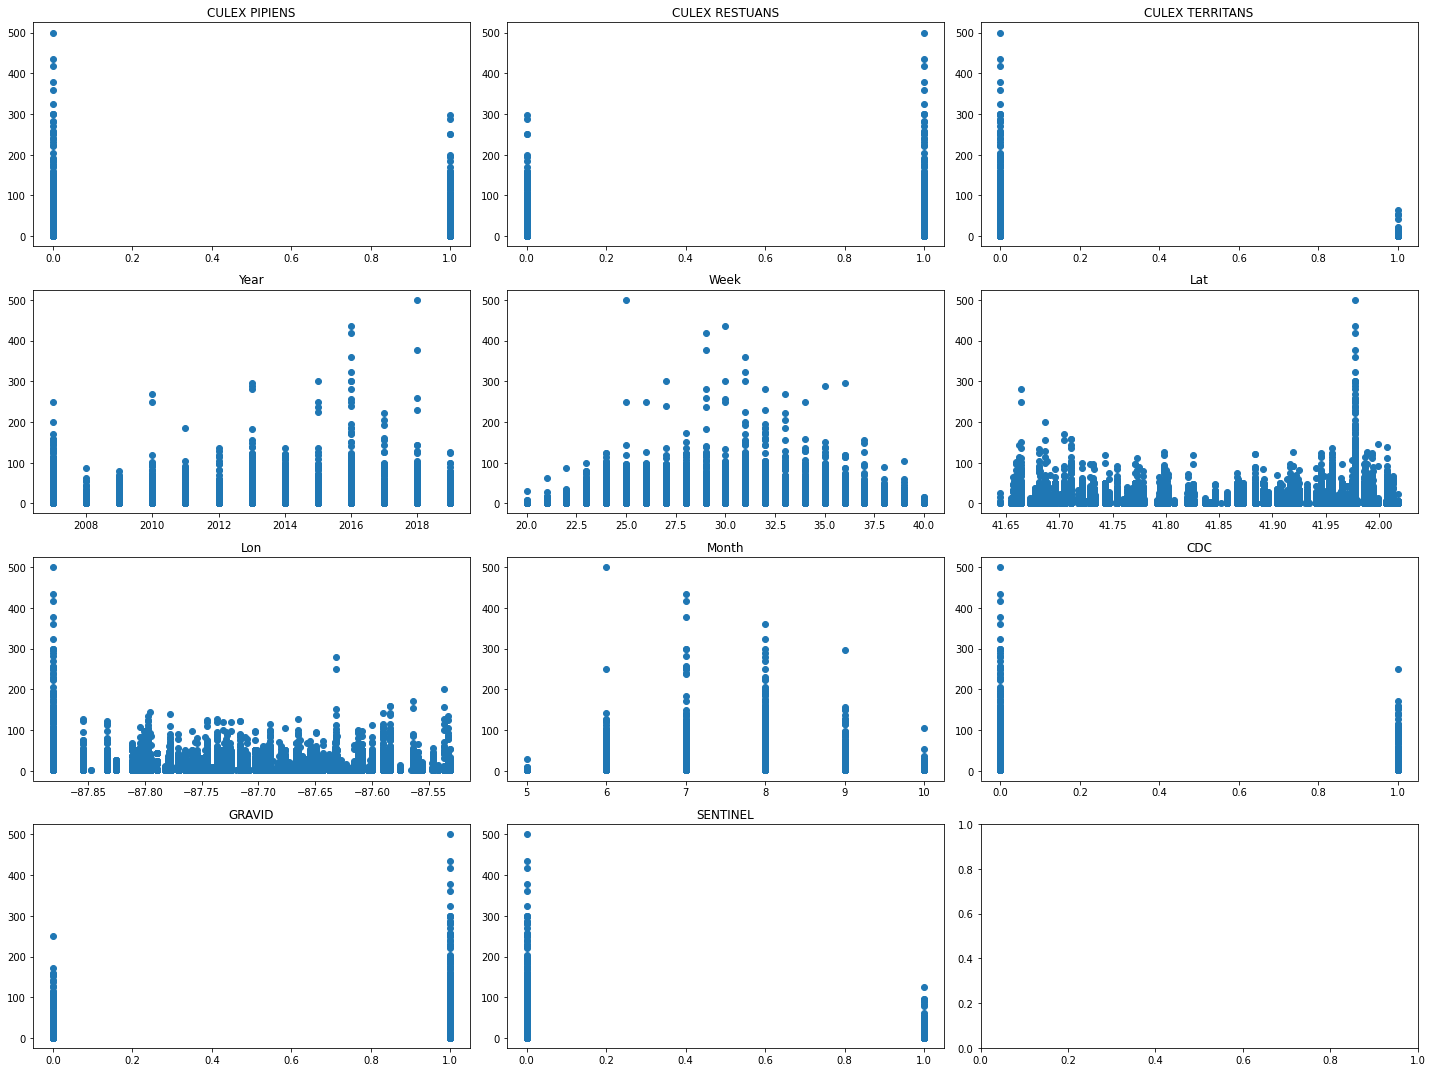 CULEX PIPIENS CULEX RESTUANS CULEX TERRITANS
500 500 500
400 400 400
300 300 300
200 200 200
100 100 100
0 0 0
0.0 0.2 0.4 0.6 0.8 1.0 0.0 0.2 0.4 0.6 0.8 1.0 0.0 0.2 0.4 0.6 0.8 1.0
Year Week Lat
500 500 500
400 400 400
300 300 300
200 200 200
100 100 100
0 0 0
2008 2010 2012 2014 2016 2018 20.0 22.5 25.0 27.5 30.0 32.5 35.0 37.5 40.0 41.65 41.70 41.75 41.80 41.85 41.90 41.95 42.00
Lon Month CDC
500 500 500
400 400 400
300 300 300
200 200 200
100 100 100
0 0 0
−87.85 −87.80 −87.75 −87.70 −87.65 −87.60 −87.55 5 6 7 8 9 10 0.0 0.2 0.4 0.6 0.8 1.0
GRAVID SENTINEL
500 500 1.0
400 400 0.8
300 300 0.6
200 200 0.4
100 100 0.2
0 0 0.0
0.0 0.2 0.4 0.6 0.8 1.0 0.0 0.2 0.4 0.6 0.8 1.0 0.0 0.2 0.4 0.6 0.8 1.0